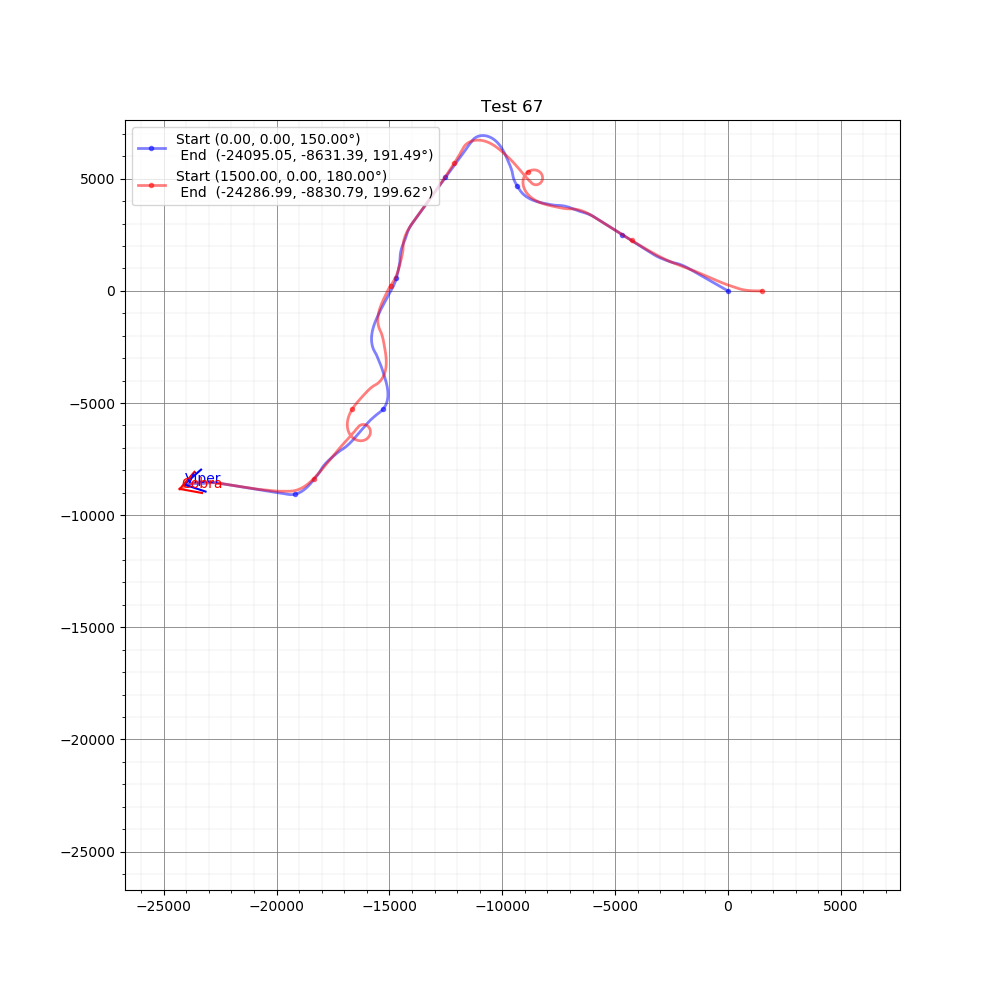 Test 67
Start (0.00, 0.00, 150.00°)
End (-24095.05, -8631.39, 191.49°)
Start (1500.00, 0.00, 180.00°)
End (-24286.99, -8830.79, 199.62°)
5000
0
−5000
−10000
−15000
−20000
−25000
Viper
Cobra
−25000 −20000 −15000 −10000 −5000 0 5000